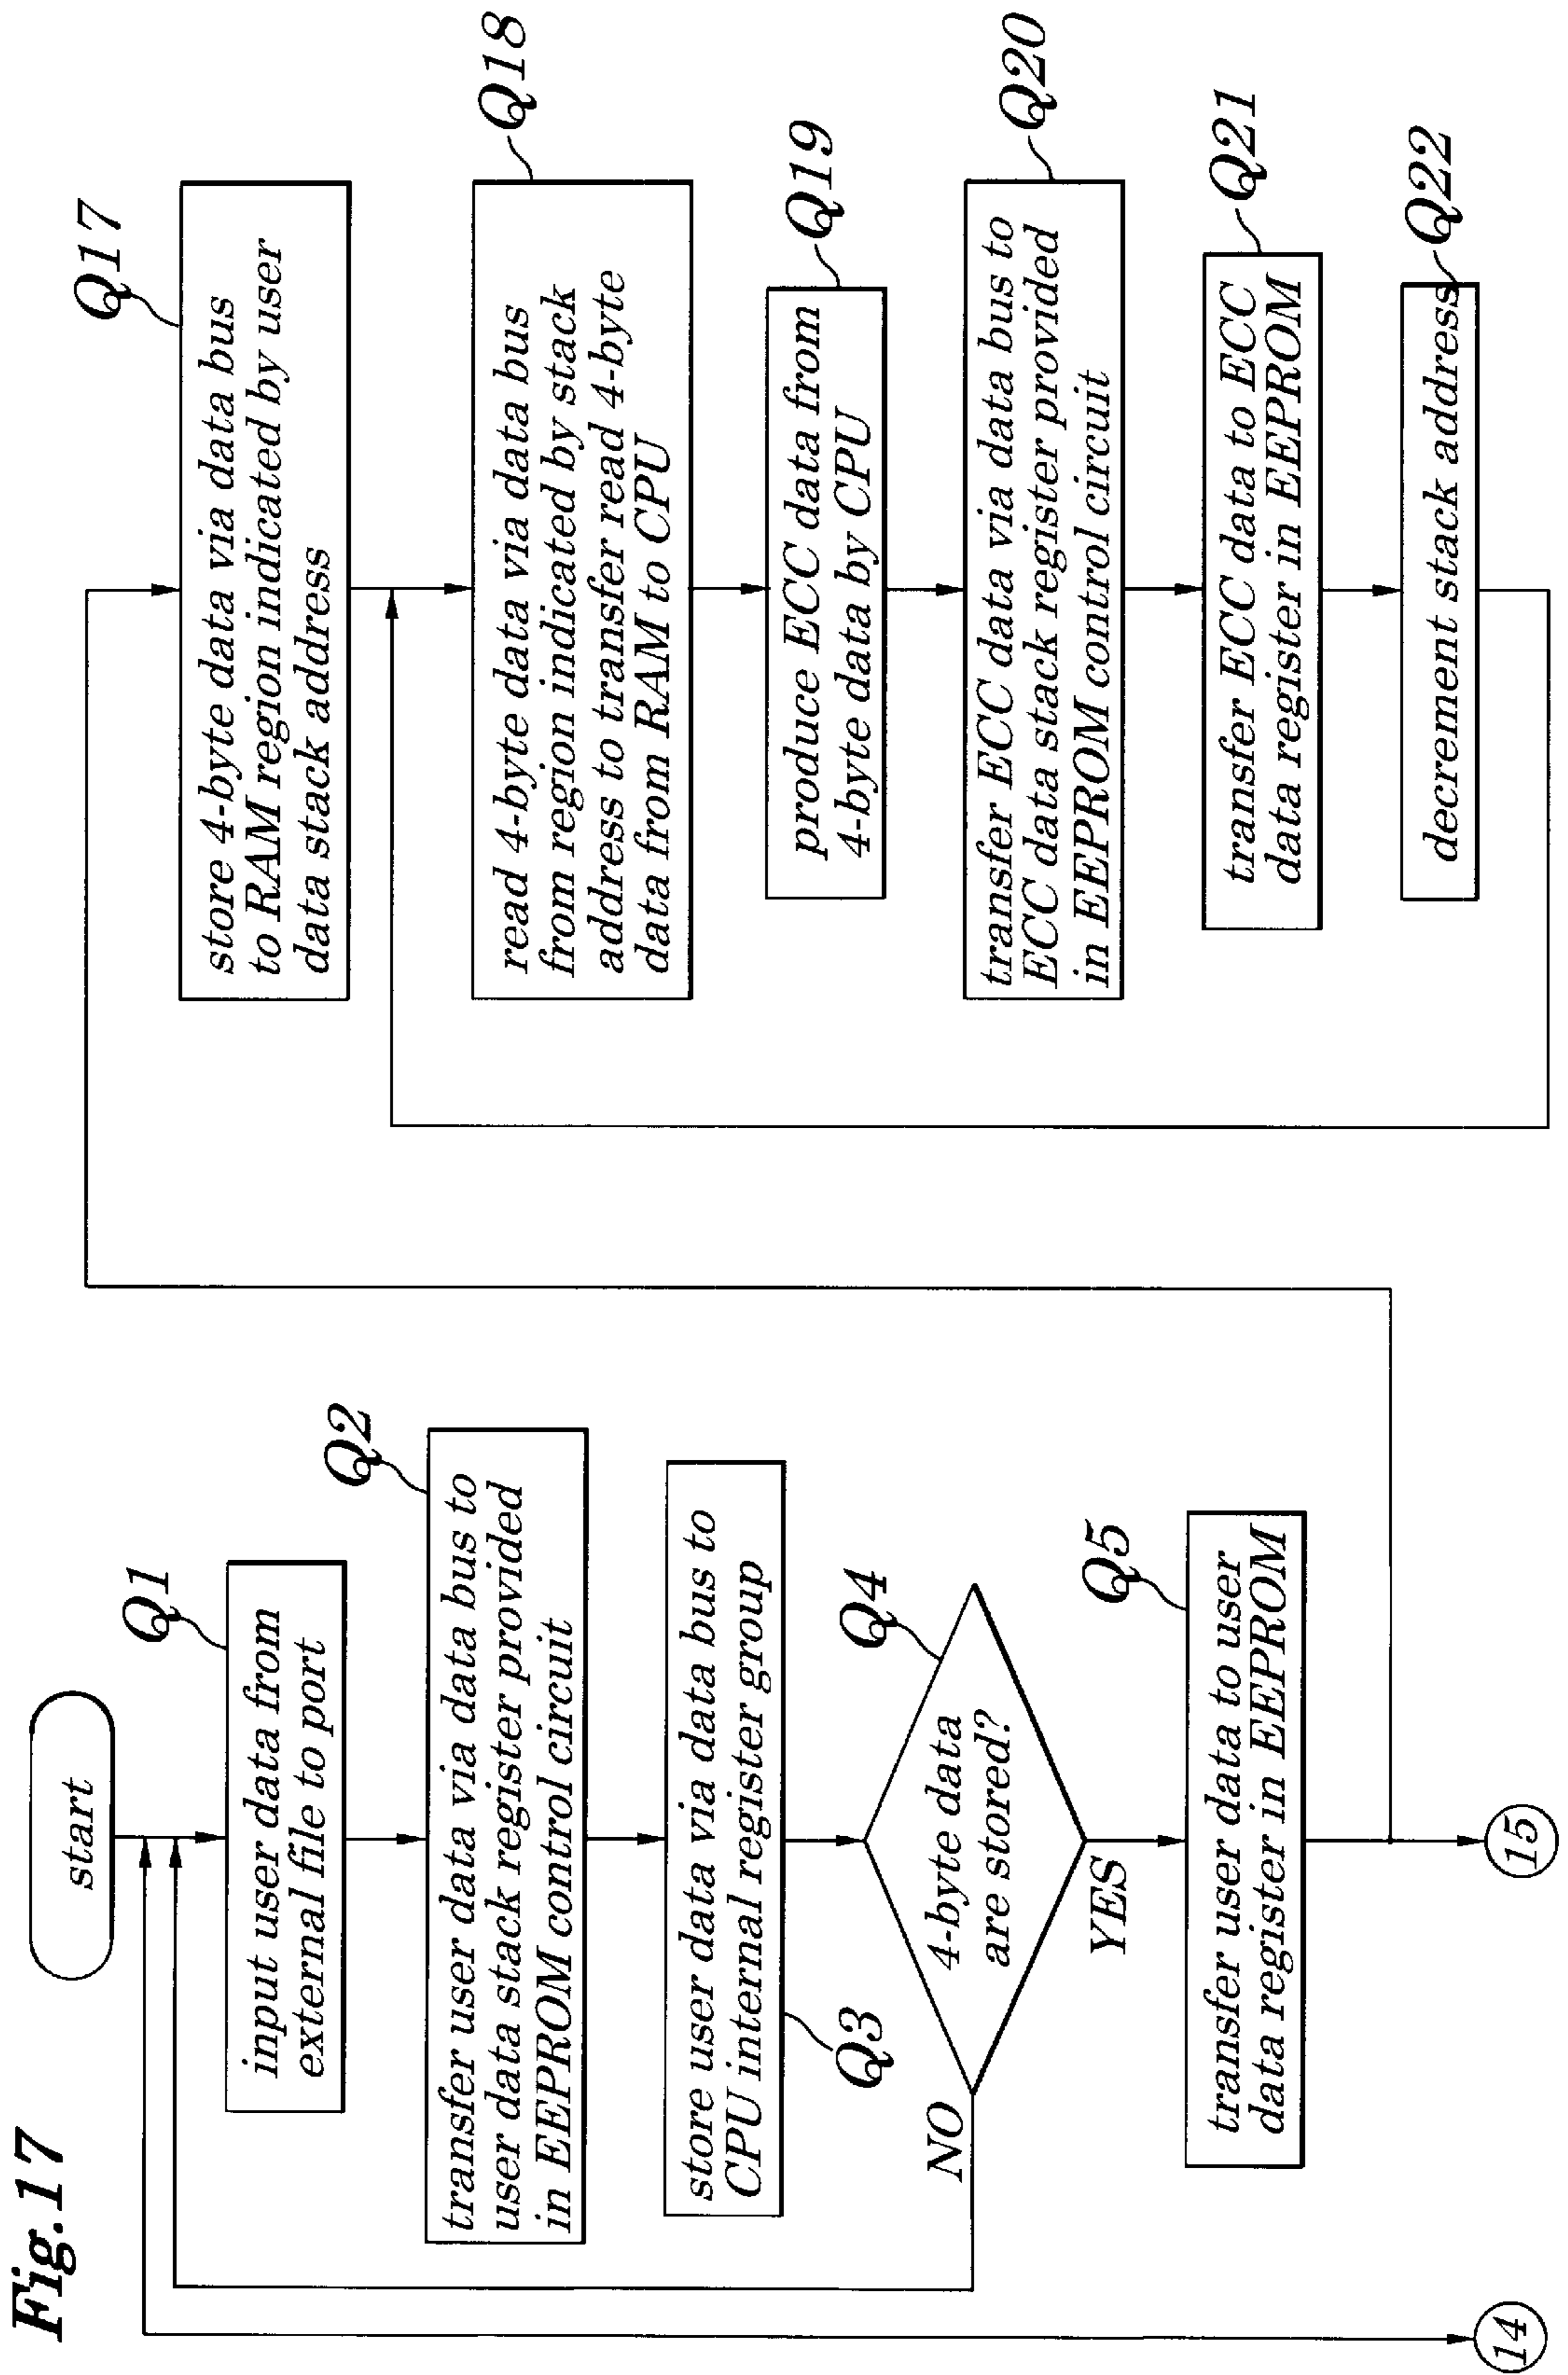 Fig.17
start
Q1
input user data from
external file to port
Q2
transfer user data via data bus to
user data stack register provided
in EEPROM control circuit
store user data via data bus to
CPU internal register group
Q3
Q4
4-byte data
are stored?
NO
YES
Q5
transfer user data to user
data register in EEPROM
14
15
Q17
store 4-byte data via data bus
to RAM region indicated by user
data stack address
Q18
read 4-byte data via data bus
from region indicated by stack
address to transfer read 4-byte
data from RAM to CPU
Q19
produce ECC data from
4-byte data by CPU
Q20
transfer ECC data via data bus to
ECC data stack register provided
in EEPROM control circuit
Q21
transfer ECC data to ECC
data register in EEPROM
Q22
decrement stack address